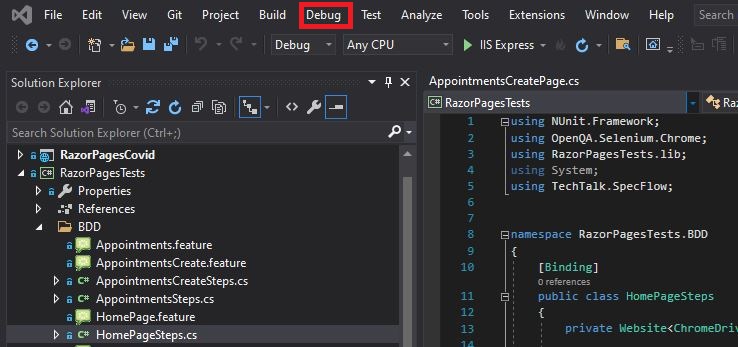 File Edit View Git Project Build Debug Test Analyze Tools Extensions Window Help Search
Debug Any CPU IIS Express
Solution Explorer
Search Solution Explorer (Ctrl+;)
RazorPagesCovid
RazorPagesTests
Properties
References
BDD
Appointments.feature
AppointmentsCreate.feature
AppointmentsCreateSteps.cs
AppointmentsSteps.cs
HomePage.feature
HomePageSteps.cs
AppointmentsCreatePage.cs
C# RazorPagesTests Razo
1 using NUnit.Framework;
2 using OpenQA.Selenium.Chrome;
3 using RazorPagesTests.lib;
4 using System;
5 using TechTalk.SpecFlow;
6
7
8 namespace RazorPagesTests.BDD
9 {
10 [Binding]
0 references
11 public class HomePageSteps
12 {
13 private Website<ChromeDriv